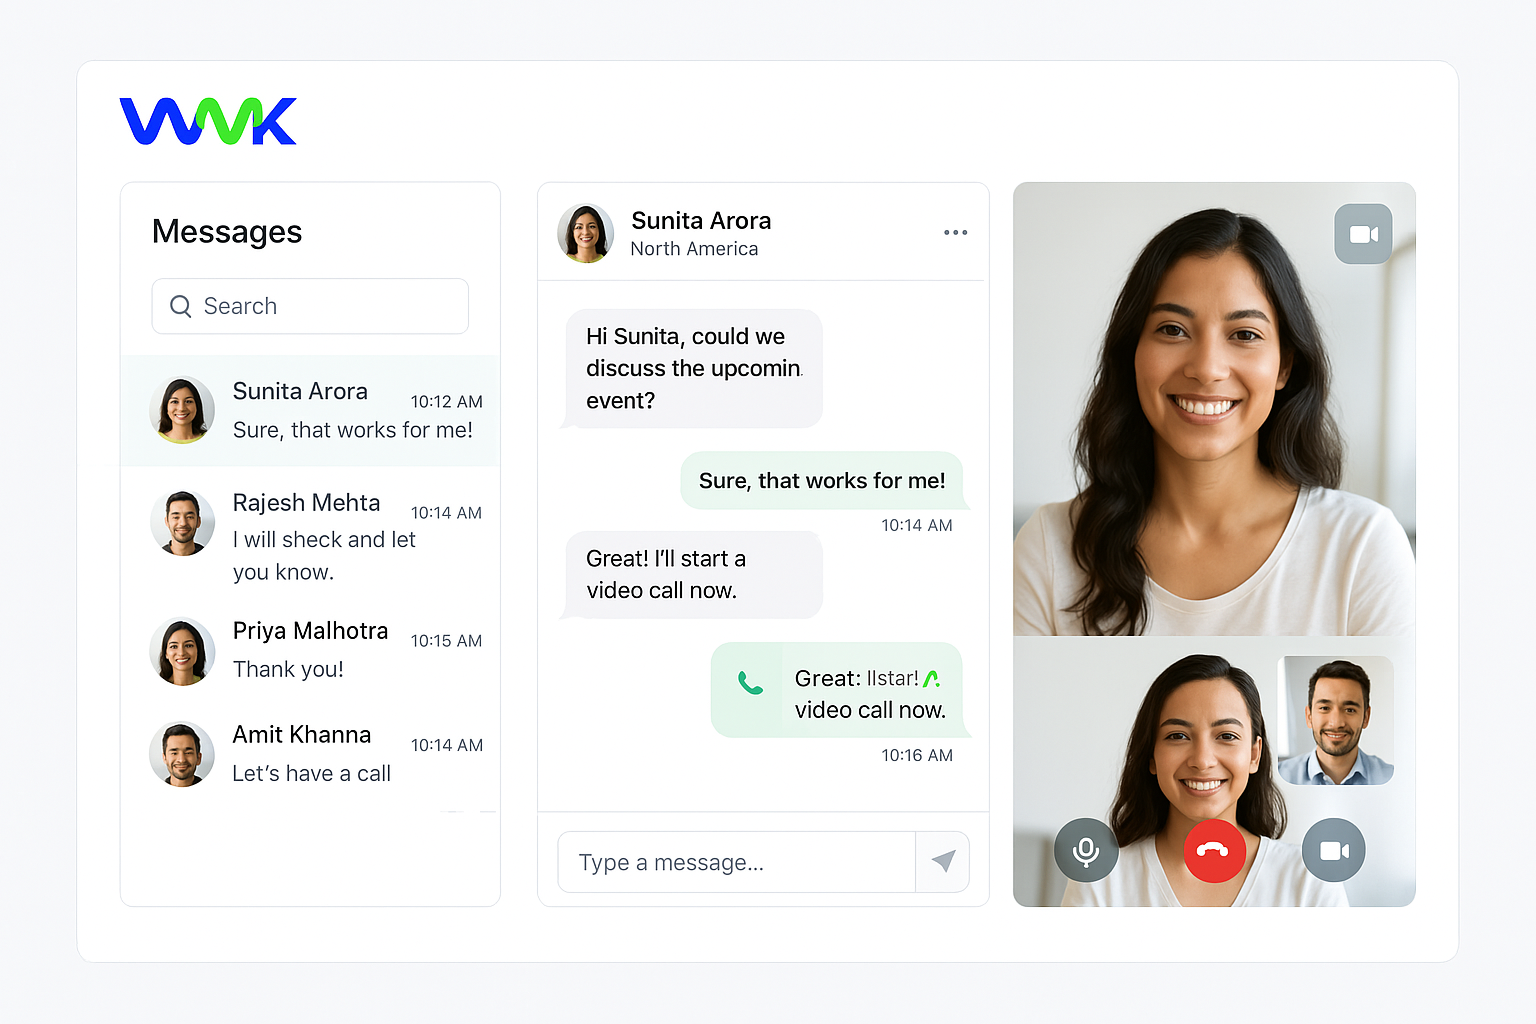 WMK
Messages
Search
Sunita Arora
10:12 AM
Sure, that works for me!
Rajesh Mehta
10:14 AM
I will sheck and let
you know.
Priya Malhotra
10:15 AM
Thank you!
Amit Khanna
10:14 AM
Let's have a call
Sunita Arora
North America
Hi Sunita, could we
discuss the upcomin.
event?
Sure, that works for me!
10:14 AM
Great! I'll start a
video call now.
Great: llstar!
video call now.
10:16 AM
Type a message...